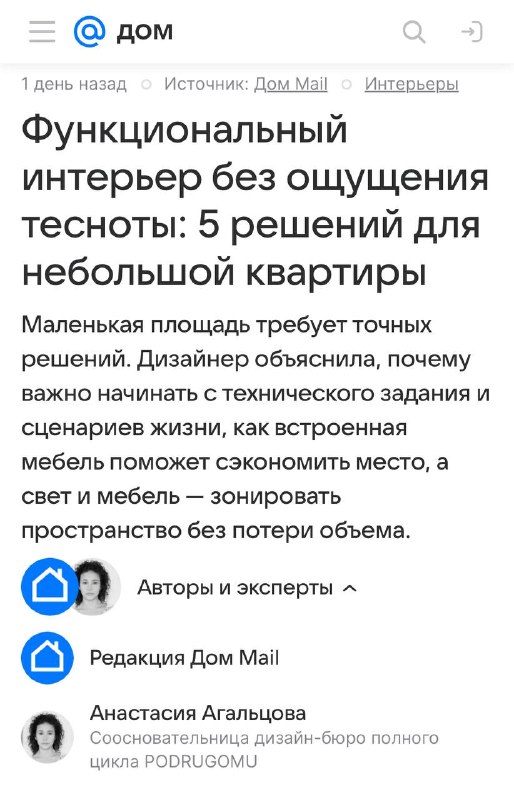 @ дом
1 день назад Источник: Дом Mail Интерьеры
Функциональный
интерьер без ощущения
тесноты: 5 решений для
небольшой квартиры
Маленькая площадь требует точных
решений. Дизайнер объяснила, почему
важно начинать с технического задания и
сценариев жизни, как встроенная
мебель поможет сэкономить место, а
свет и мебель — зонировать
пространство без потери объема.
Авторы и эксперты
Редакция Дом Mail
Анастасия Агальцова
Соосновательница дизайн-бюро полного
цикла PODRUGOMU